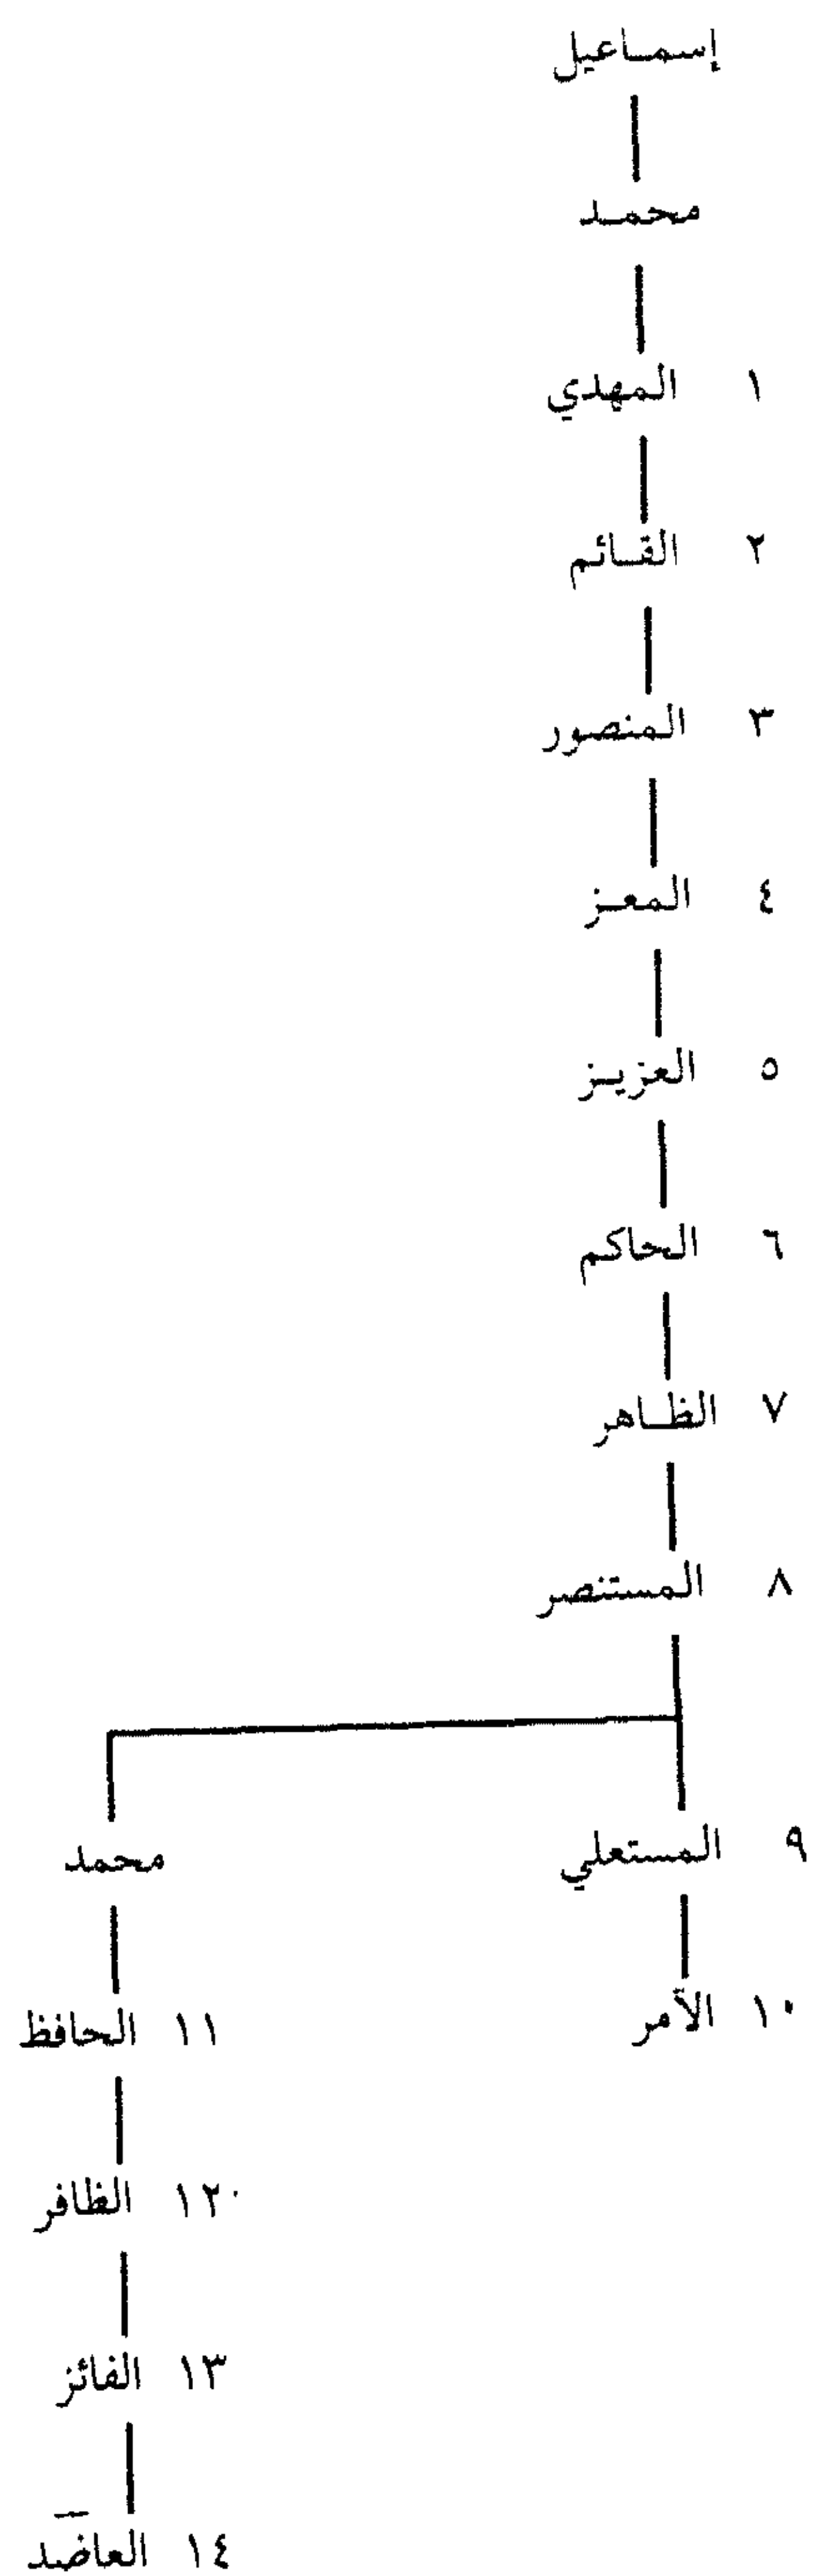 إسماعيل
محمد
١ المهدي
٢ القائم
٣ المنصور
٤ المعز
٥ العزيز
٦ الحاكم
٧ الظاهر
٨ المستنصر
٩ المستعلي
محمد
١٠ الآمر
١١ الحافظ
١٢ الظافر
١٣ الفائز
١٤ العاضد